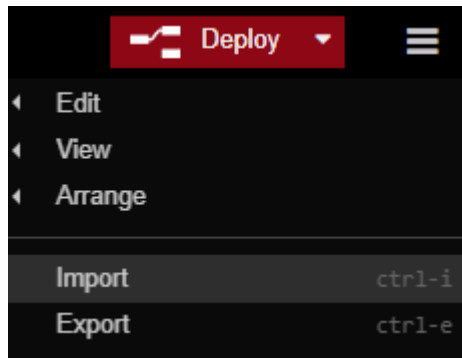 Deploy
Edit
View
Arrange
Import ctrl-i
Export ctrl-e